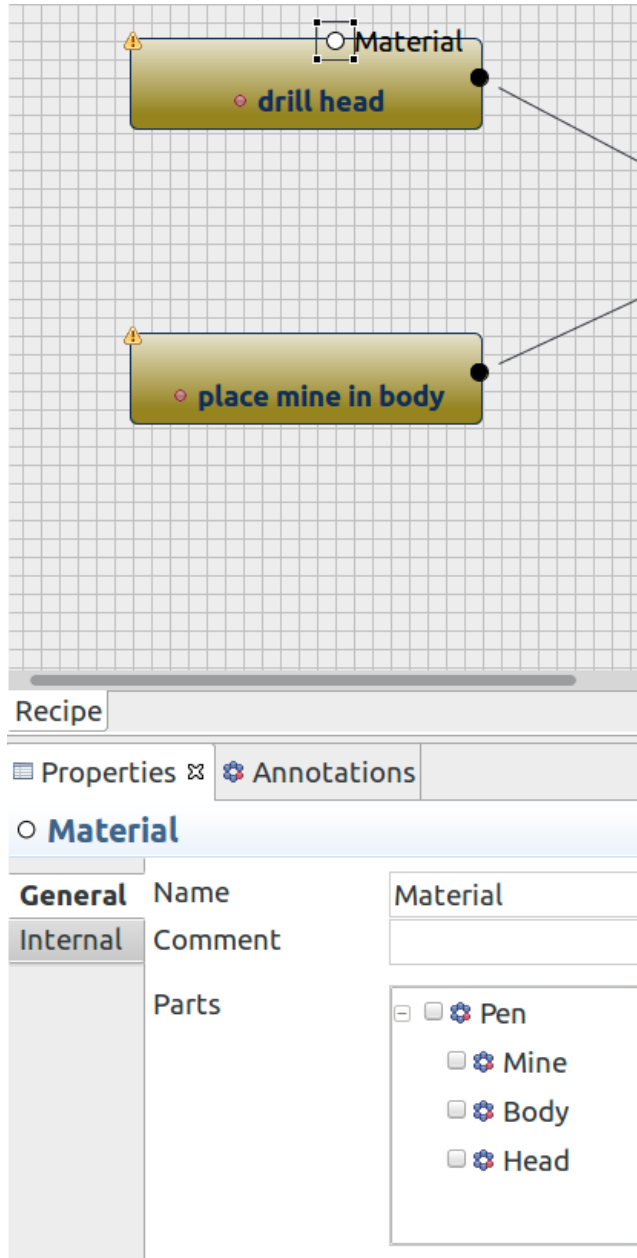 Material
drill head
place mine in body
Recipe
Properties
Annotations
Material
General
Name
Material
Internal
Comment
Parts
Pen
Mine
Body
Head